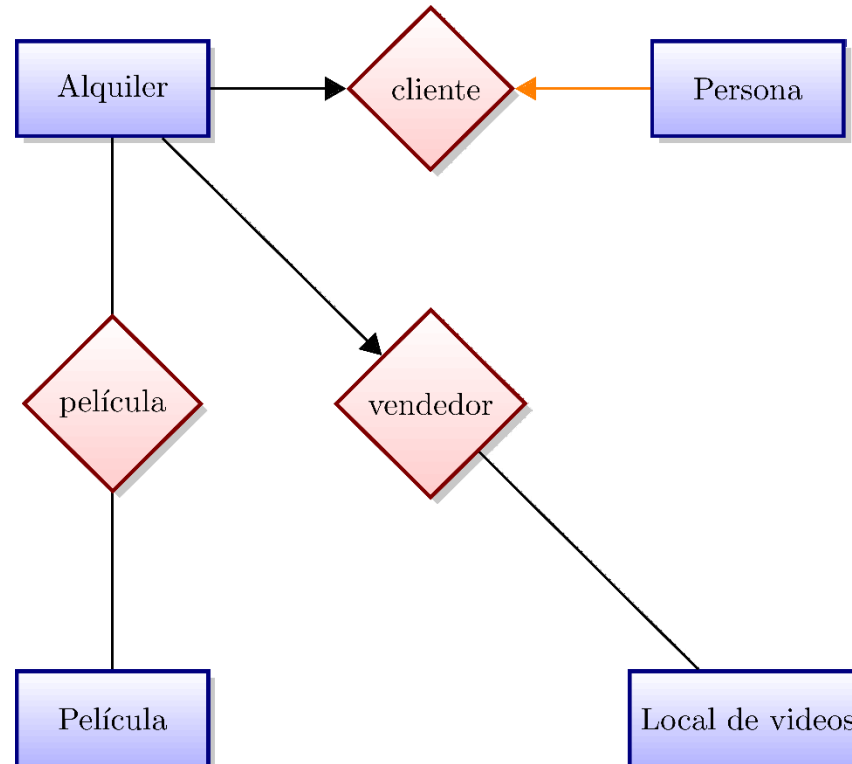 Alquiler
cliente
Persona
película
vendedor
Película
Local de videos